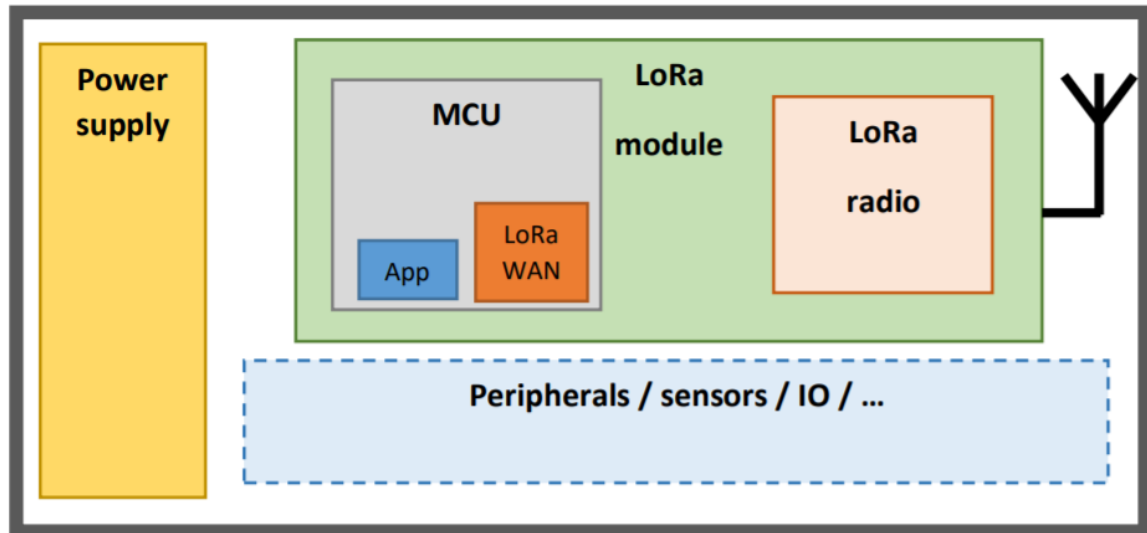 Power
supply
LoRa
module
MCU
App
LoRa
WAN
LoRa
radio
Peripherals / sensors / IO / ...